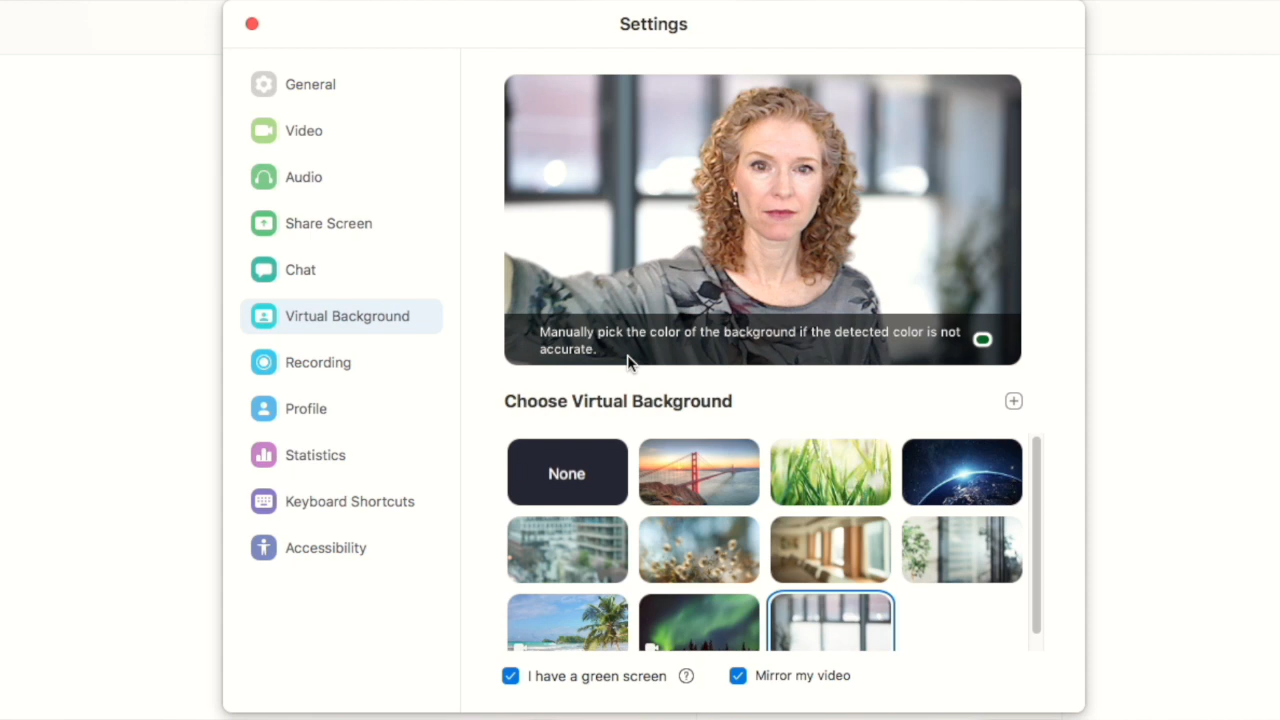 Settings
General
Video
Audio
Share Screen
Chat
Virtual Background
Recording
Profile
Statistics
Keyboard Shortcuts
Accessibility
Manually pick the color of the background if the detected color is not
accurate.
Choose Virtual Background
None
I have a green screen ?
Mirror my video